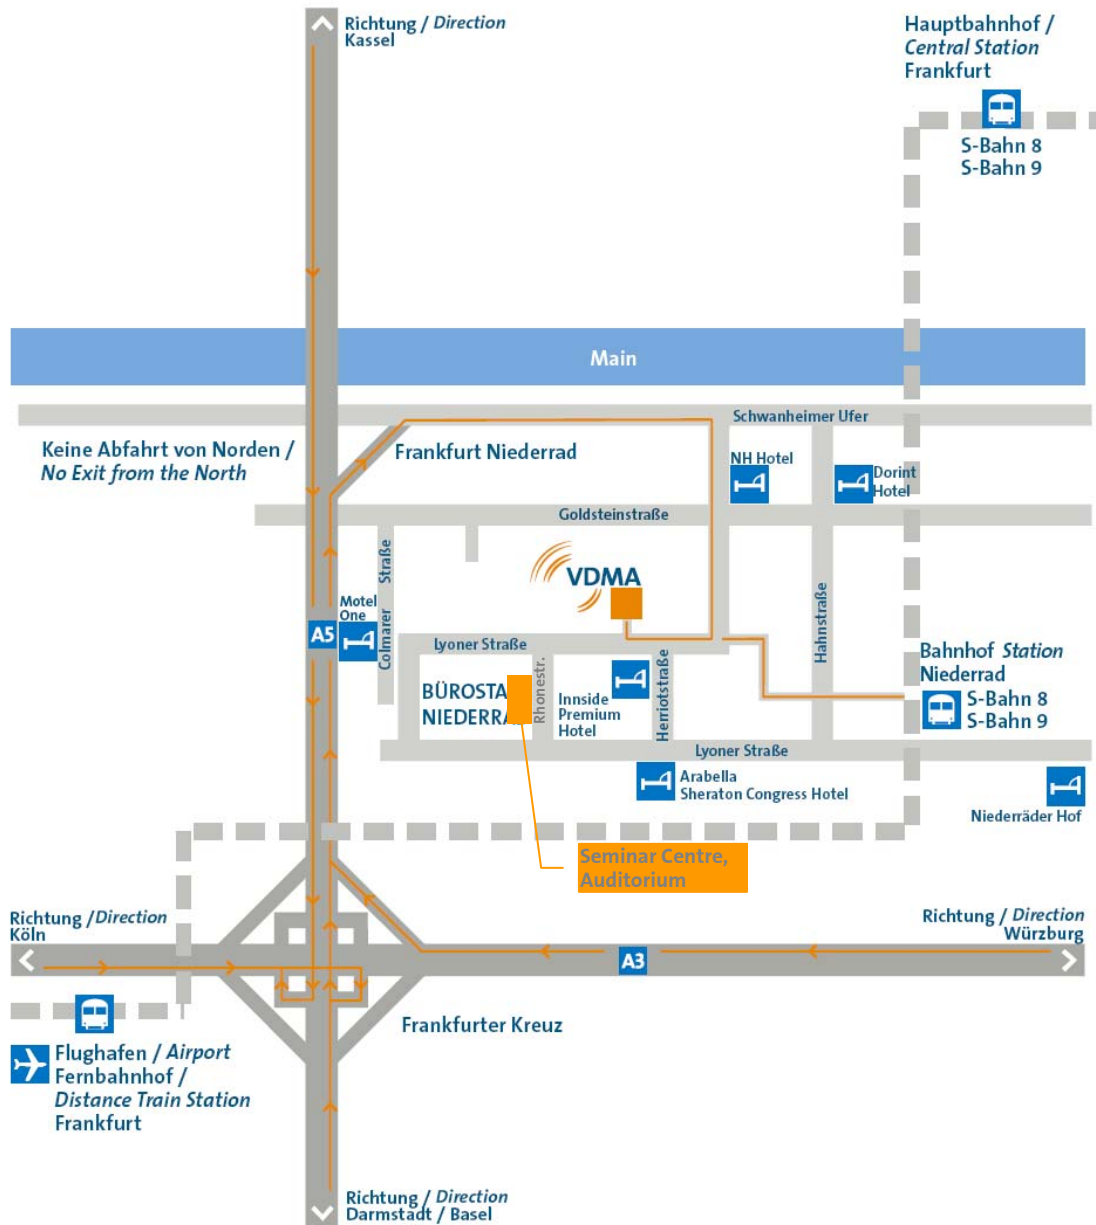 Richtung / Direction
Kassel
Hauptbahnhof /
Central Station
Frankfurt
S-Bahn 8
S-Bahn 9
Main
Schwanheimer Ufer
Keine Abfahrt von Norden /
No Exit from the North
Frankfurt Niederrad
NH Hotel
Dorint
Hotel
Goldsteinstraße
Colmarer Straße
VDMA
Motel
One
A5
Lyoner Straße
Hahnstraße
Bahnhof Station
Niederrad
S-Bahn 8
S-Bahn 9
BÜROSTA
NIEDERRA
Rhonestr.
Innside
Premium
Hotel
Herriotstraße
Lyoner Straße
Arabella
Sheraton Congress Hotel
Niederräder Hof
Seminar Centre,
Auditorium
Richtung /Direction
Köln
Richtung / Direction
Würzburg
A3
Frankfurter Kreuz
Flughafen / Airport
Fernbahnhof /
Distance Train Station
Frankfurt
Richtung / Direction
Darmstadt / Basel